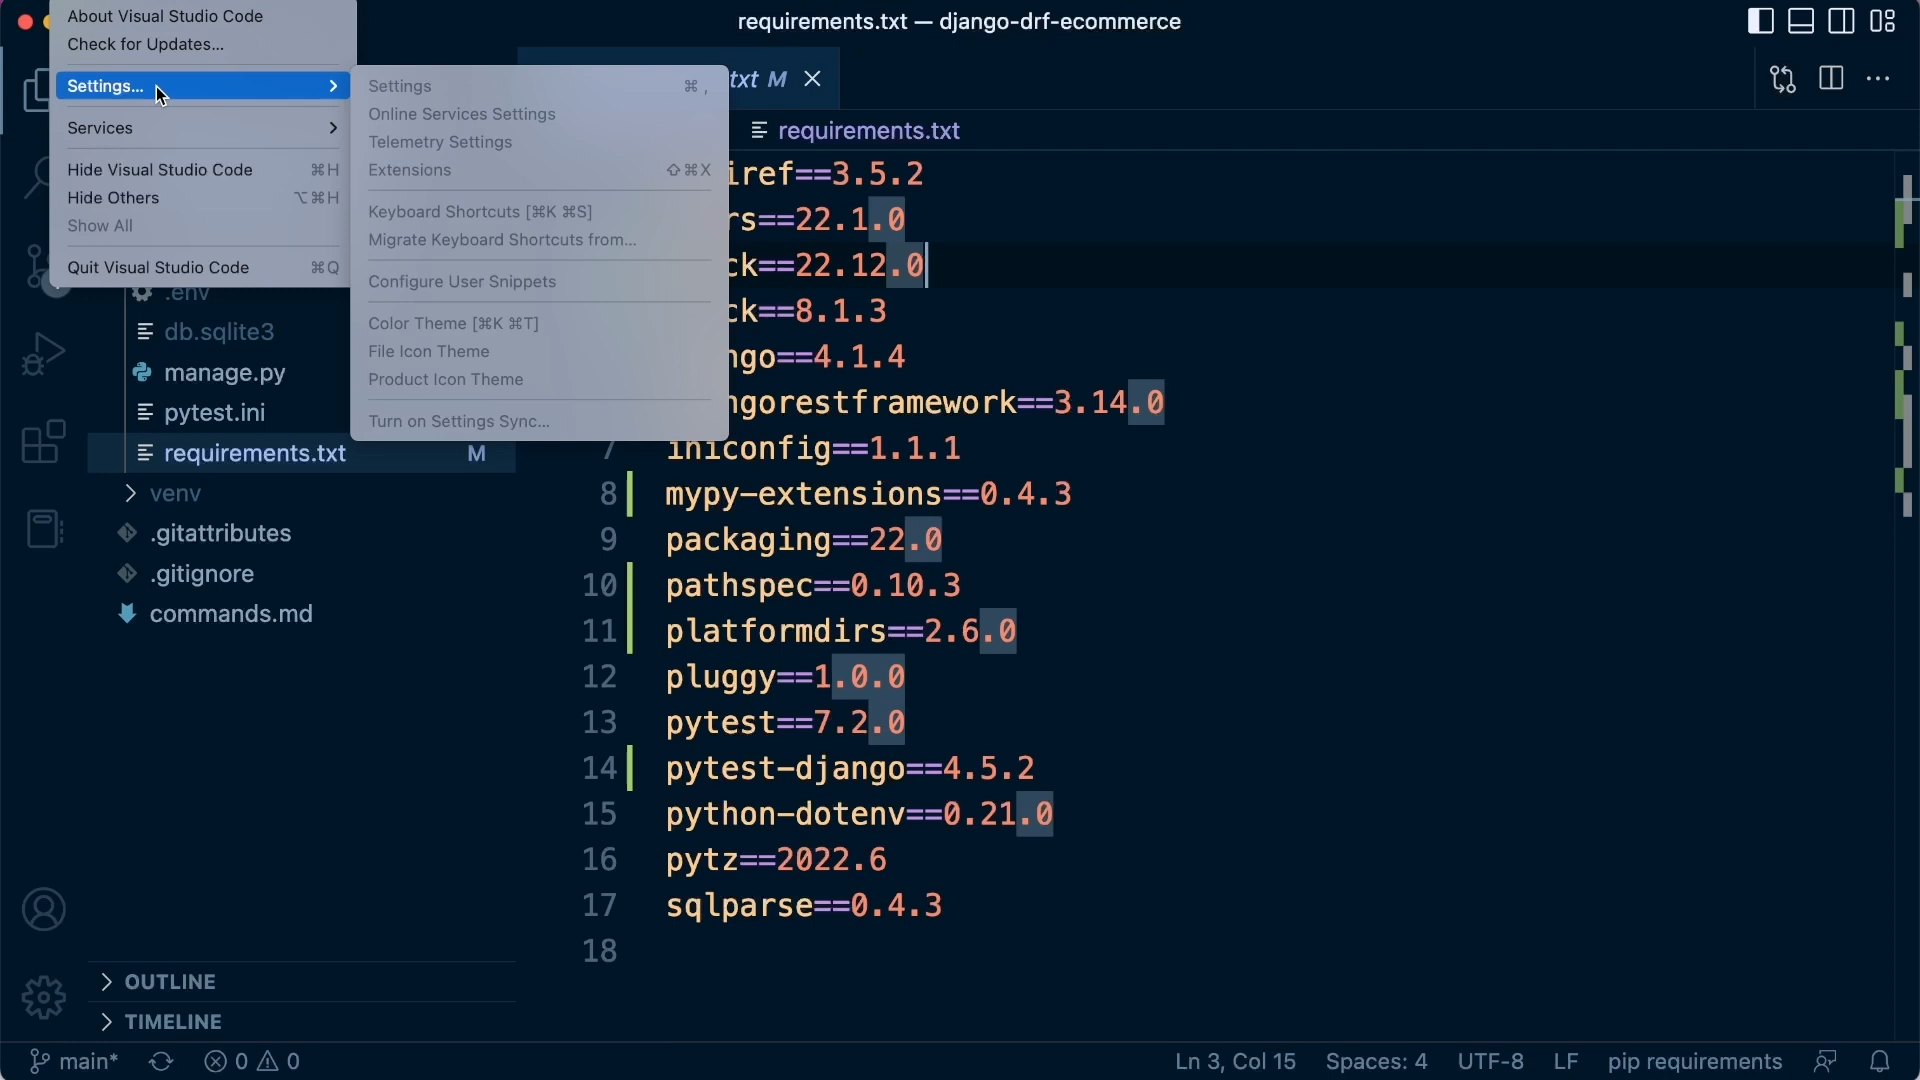 requirements.txt — django-drf-ecommerce
About Visual Studio Code
Check for Updates...
Settings...
Services
Hide Visual Studio Code ⌘H
Hide Others ⌥⌘H
Show All
Quit Visual Studio Code ⌘Q
Settings ⌘ ,
Online Services Settings
Telemetry Settings
Extensions ⇧⌘X
Keyboard Shortcuts [⌘K ⌘S]
Migrate Keyboard Shortcuts from...
Configure User Snippets
Color Theme [⌘K ⌘T]
File Icon Theme
Product Icon Theme
Turn on Settings Sync...
.env
db.sqlite3
manage.py
pytest.ini
requirements.txt M
venv
.gitattributes
.gitignore
commands.md
OUTLINE
TIMELINE
txt M
requirements.txt
iref==3.5.2
rs==22.1.0
ck==22.12.0
ck==8.1.3
ngo==4.1.4
ngorestframework==3.14.0
7 iniconfig==1.1.1
8 mypy-extensions==0.4.3
9 packaging==22.0
10 pathspec==0.10.3
11 platformdirs==2.6.0
12 pluggy==1.0.0
13 pytest==7.2.0
14 pytest-django==4.5.2
15 python-dotenv==0.21.0
16 pytz==2022.6
17 sqlparse==0.4.3
18
main* 0 0 Ln 3, Col 15 Spaces: 4 UTF-8 LF pip requirements